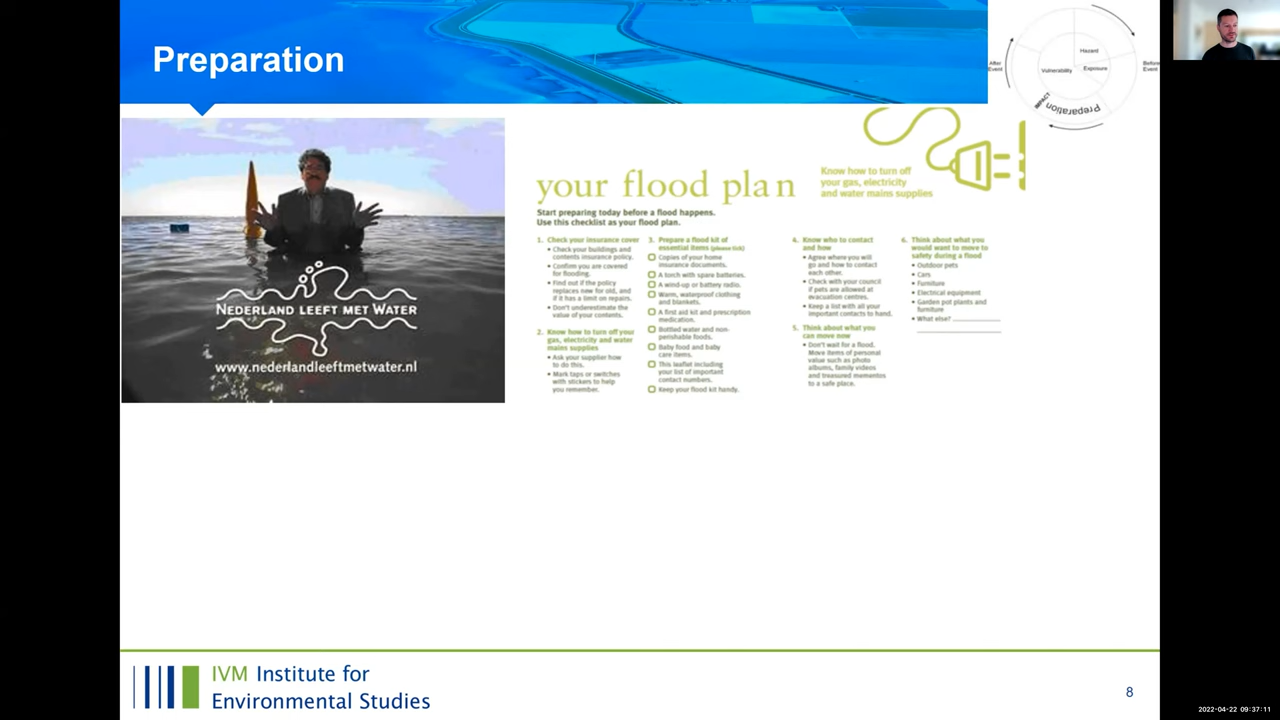 Preparation
Hazard
Exposure
Vulnerability
IMPACT
Preparation
After
Event
Before
Event
NEDERLAND LEEFT MET WATER
www.nederlandleeftmetwater.nl
your flood plan
Start preparing today before a flood happens.
Use this checklist as your flood plan.
Know how to turn off
your gas, electricity
and water mains supplies
1. Check your insurance cover
• Check your buildings and
contents insurance policy.
• Confirm you are covered
for flooding.
• Find out if the policy
replaces new for old, and
if it has a limit on repairs.
• Don't underestimate the
value of your contents.
2. Know how to turn off your
gas, electricity and water
mains supplies
• Ask your supplier how
to do this.
• Mark taps or switches
with stickers to help
you remember.
3. Prepare a flood kit of
essential items (please tick)
Copies of your home
insurance documents.
A torch with spare batteries.
A wind-up or battery radio.
Warm, waterproof clothing
and blankets.
A first aid kit and prescription
medication.
Bottled water and non-
perishable foods.
Baby food and baby
care items.
This leaflet including
your list of important
contact numbers.
Keep your flood kit handy.
4. Know who to contact
and how
• Agree where you will
go and how to contact
each other.
• Check with your council
if pets are allowed at
evacuation centres.
• Keep a list with all your
important contacts to hand.
5. Think about what you
can move now
• Don't wait for a flood.
Move items of personal
value such as photo
albums, family videos
and treasured mementos
to a safe place.
6. Think about what you
would want to move to
safety during a flood
• Outdoor pets
• Cars
• Furniture
• Electrical equipment
• Garden pot plants and
furniture
• What else?
IVM Institute for
Environmental Studies
8
2022-04-22 09:37:11